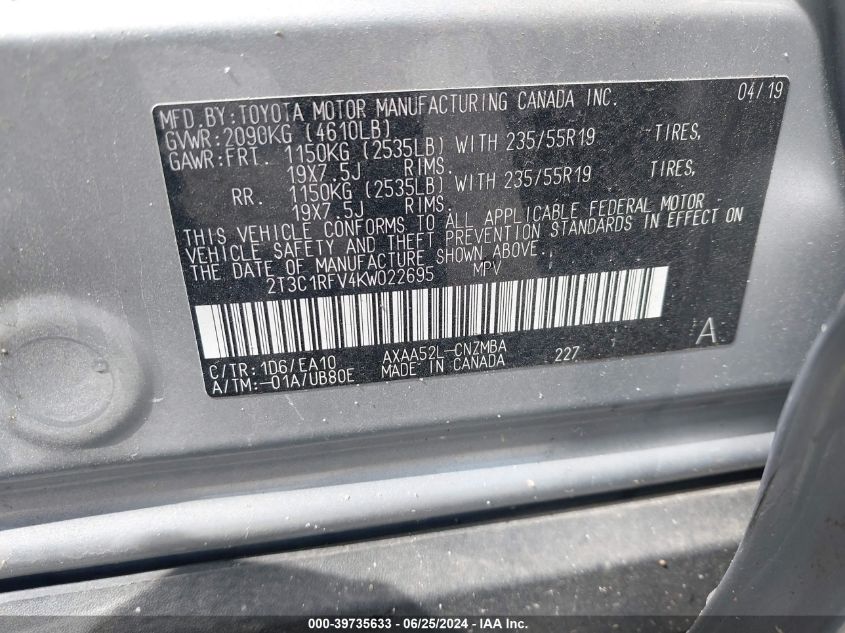 MFD. BY: TOYOTA MOTOR MANUFACTURING CANADA INC. 04/19
GVWR: 2090KG (4610LB)
GAWR: FRT. 1150KG (2535LB) WITH 235/55R19 TIRES,
19X7.5J RIMS.
RR. 1150KG (2535LB) WITH 235/55R19 TIRES,
19X7.5J RIMS.
THIS VEHICLE CONFORMS TO ALL APPLICABLE FEDERAL MOTOR
VEHICLE SAFETY AND THEFT PREVENTION STANDARDS IN EFFECT ON
THE DATE OF MANUFACTURE SHOWN ABOVE.
2T3C1RFV4KW022695 MPV
A
C/TR: 1D6/EA10 AXAA52L-CNZMBA 227
A/TM: -01A/UB80E MADE IN CANADA
000-39735633 - 06/25/2024 - IAAI.com